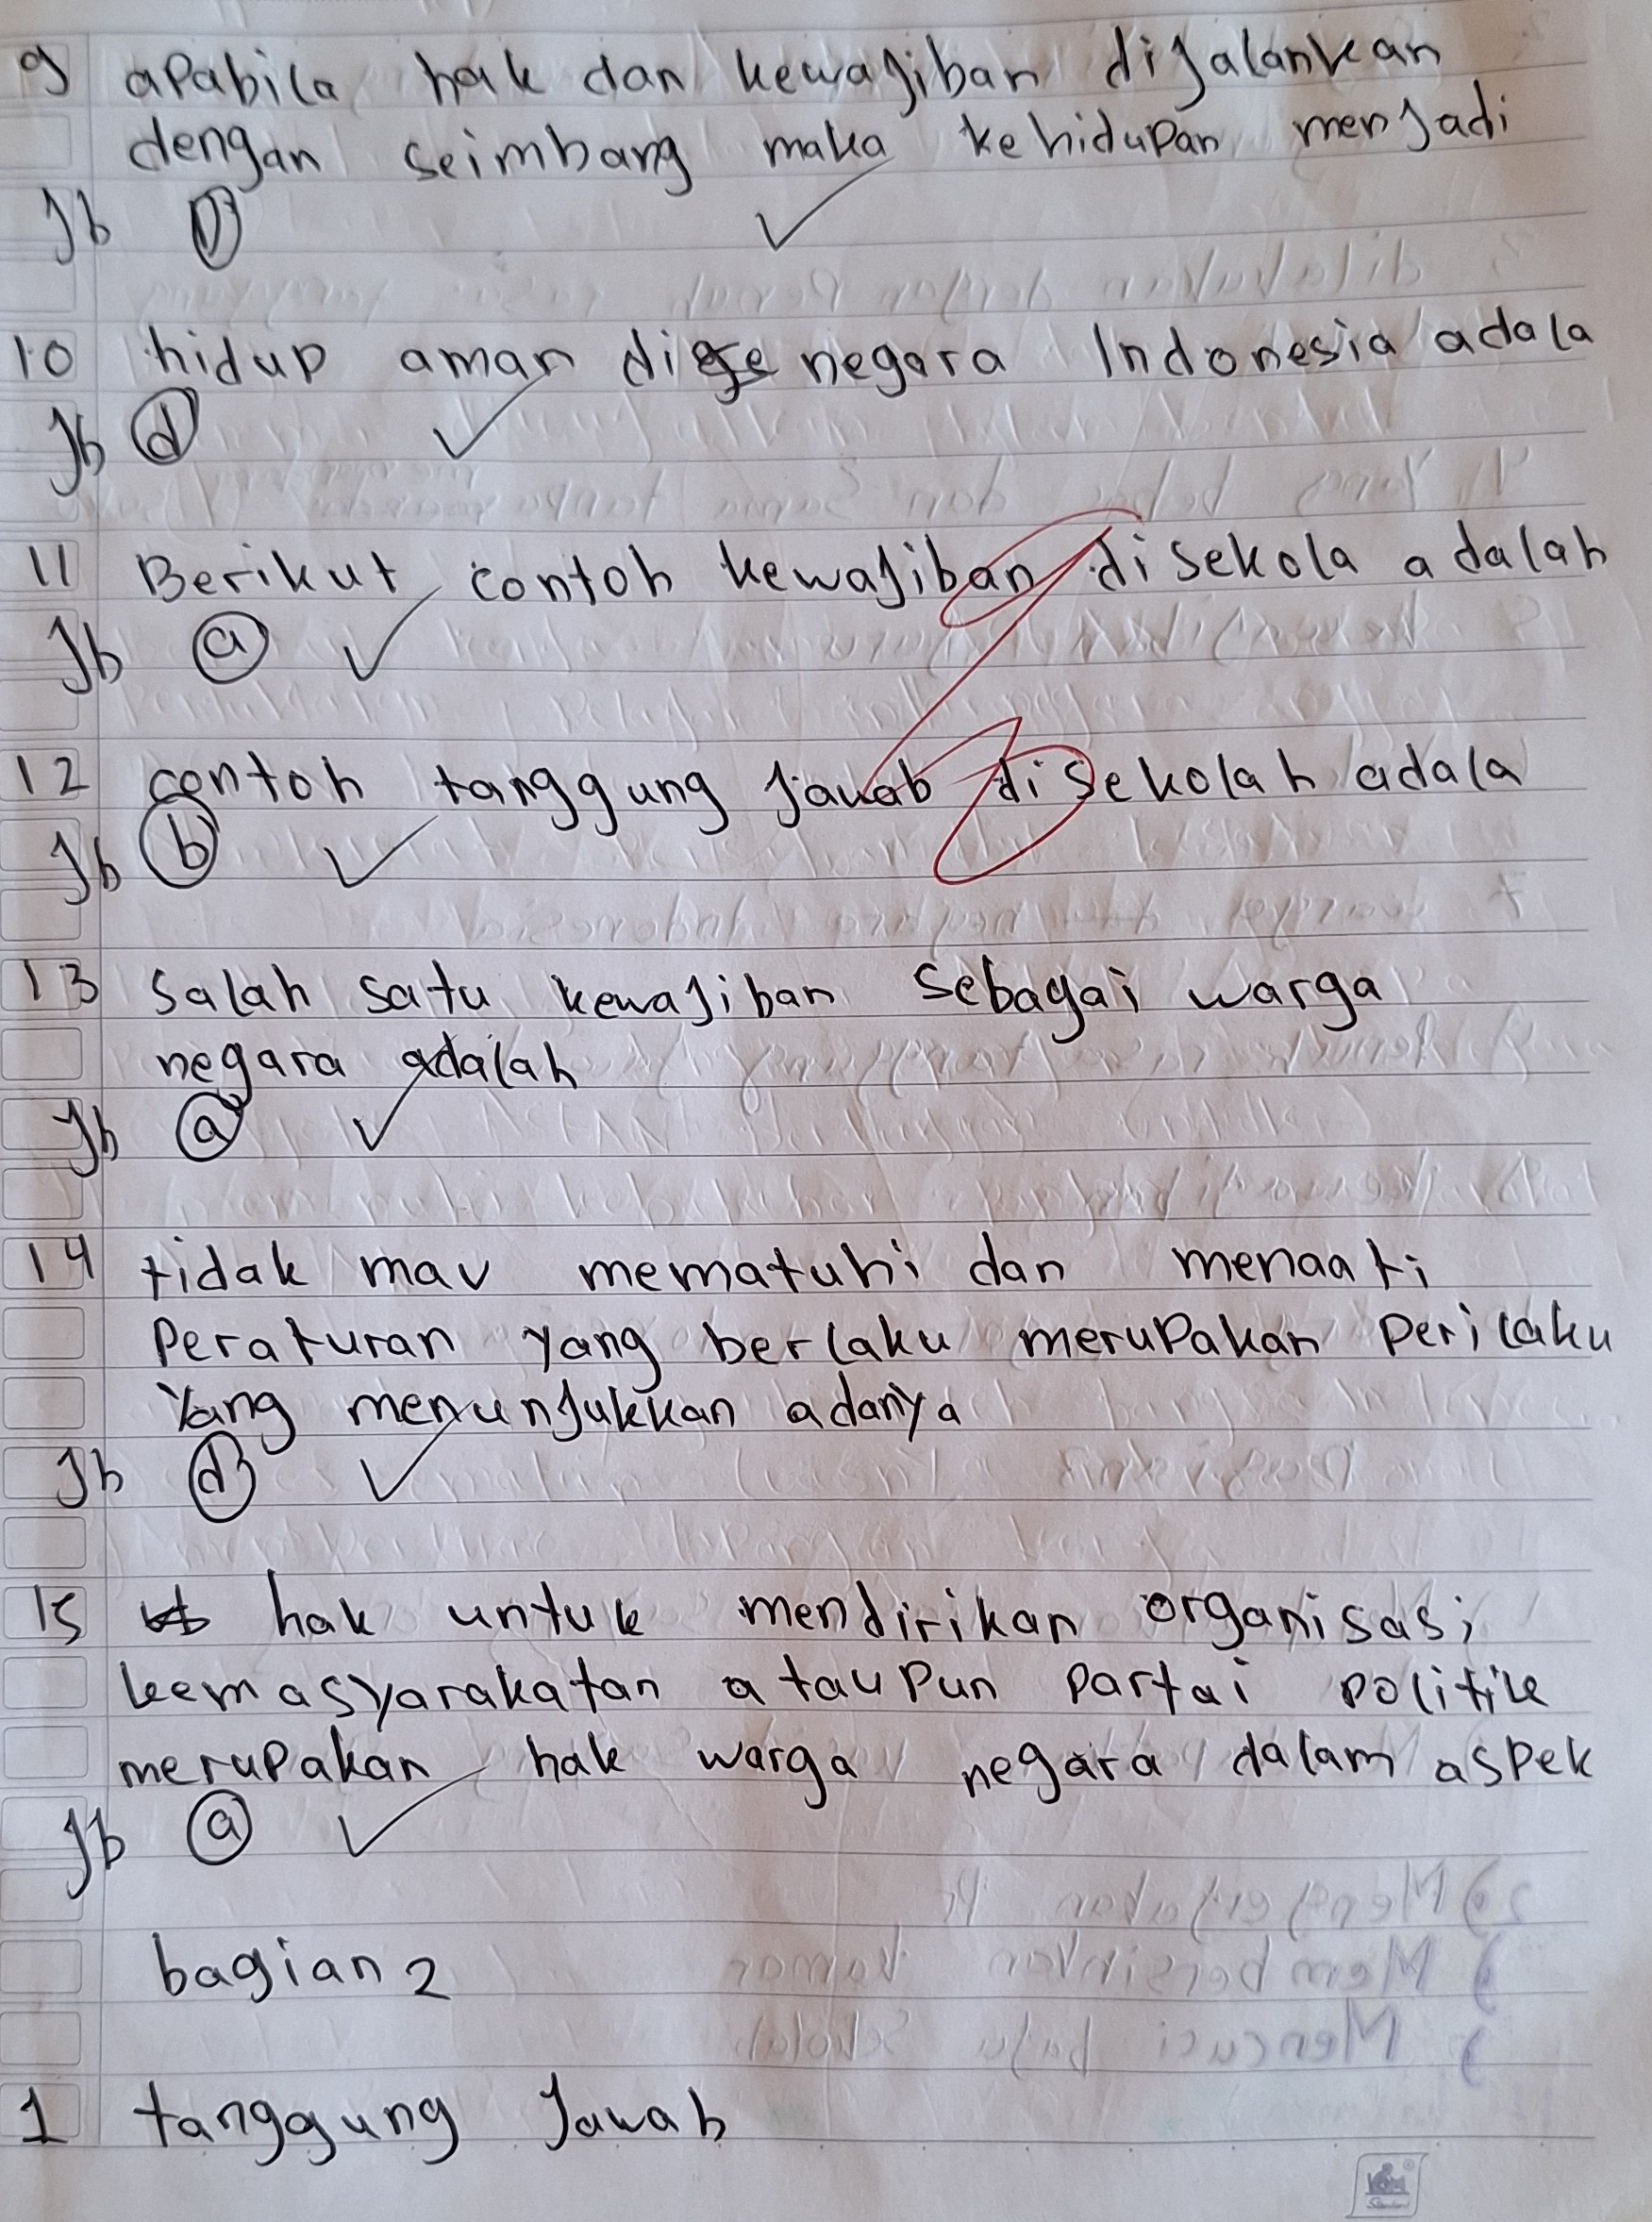 9 apabila hak dan kewajiban dijalankan
dengan seimbang maka kehidupan menjadi
Jb D
10 hidup aman di negara Indonesia adala
Jb d
11 Berikut contoh kewajiban disekola adalah
Jb a
12 contoh tanggung jawab disekolah adala
Jb b
13 salah satu kewajiban sebagai warga
negara adalah
Jb a
14 tidak mau mematuhi dan menaati
Peraturan yang berlaku merupakan perilaku
Yang menunjukkan adanya
Jb d
15 hak untuk mendirikan organisasi
kemasyarakatan ataupun partai politik
merupakan hak warga negara dalam aspek
Jb a
bagian 2
1 tanggung Jawab